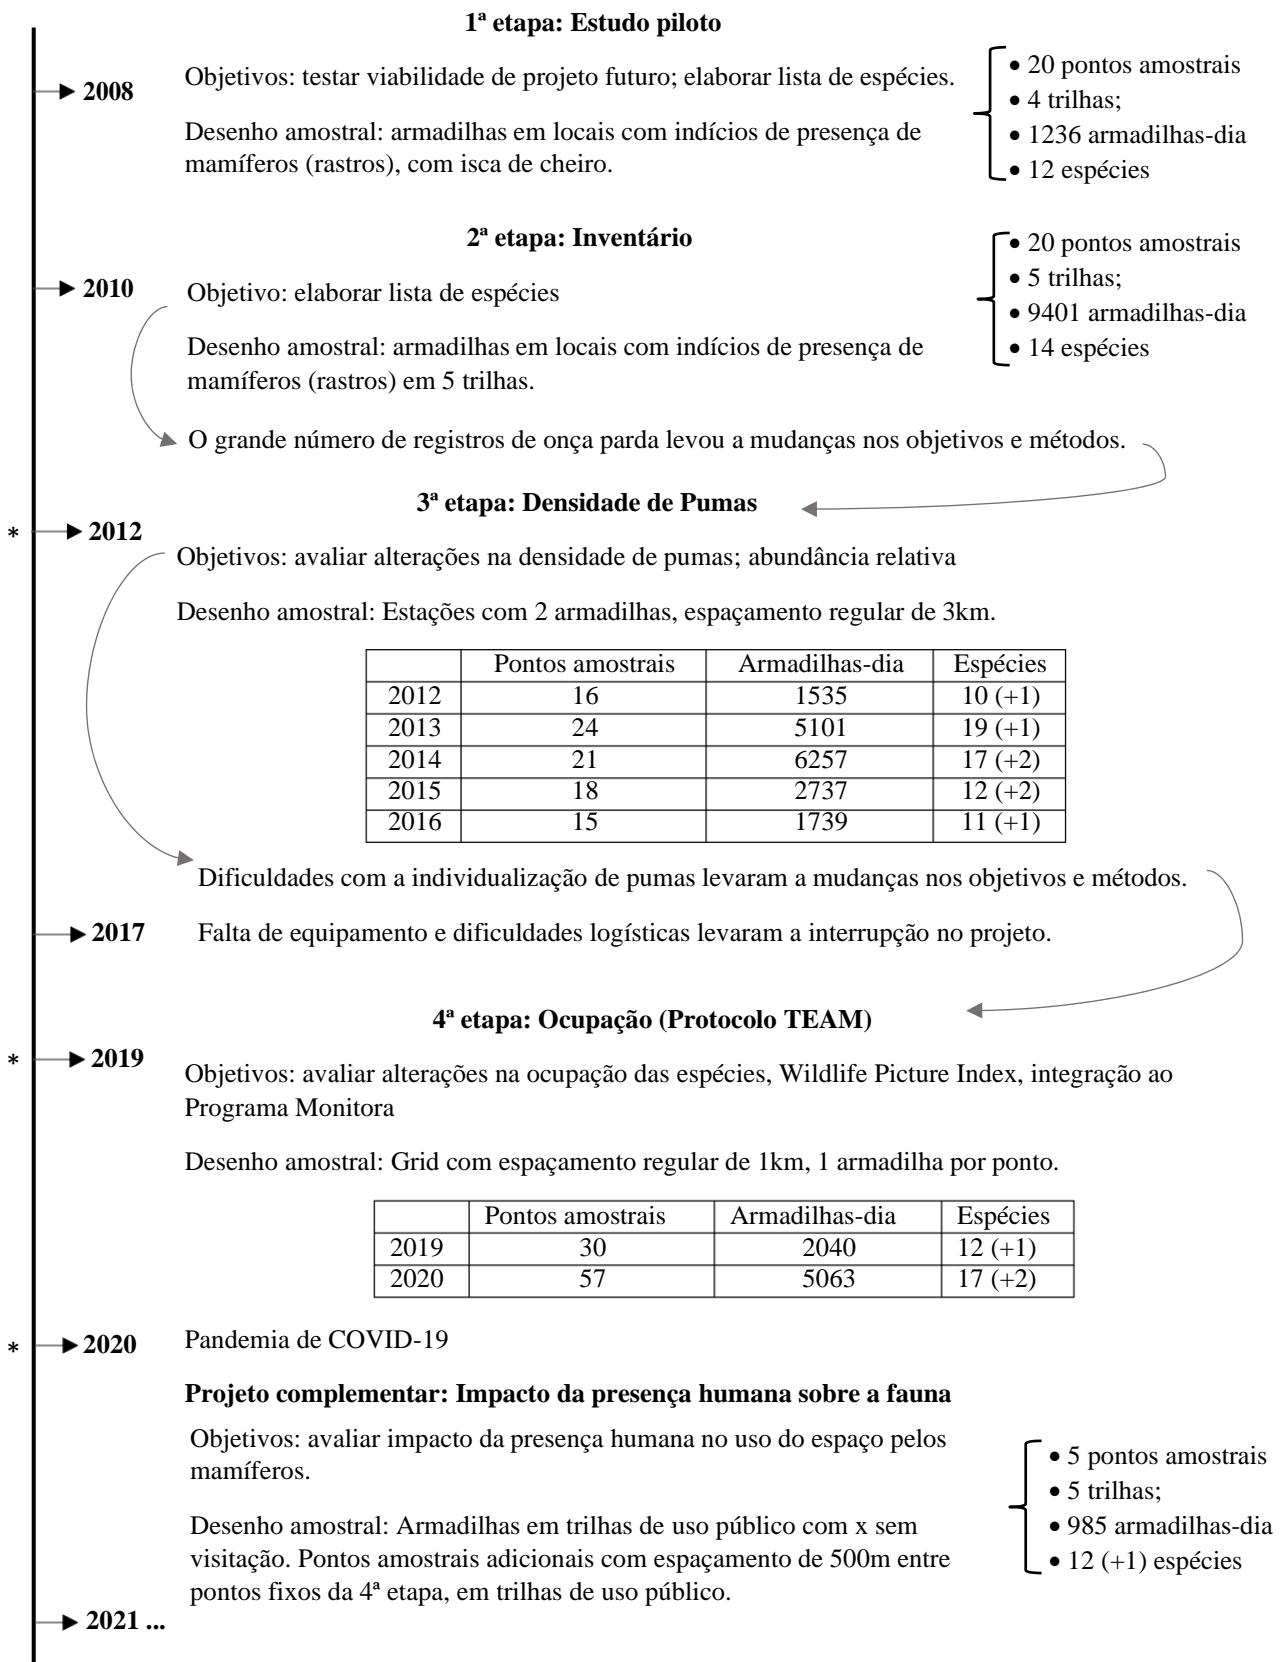 1ª etapa: Estudo piloto
2008
Objetivos: testar viabilidade de projeto futuro; elaborar lista de espécies.
Desenho amostral: armadilhas em locais com indícios de presença de
mamíferos (rastros), com isca de cheiro.
• 20 pontos amostrais
• 4 trilhas;
• 1236 armadilhas-dia
• 12 espécies
2ª etapa: Inventário
2010
Objetivo: elaborar lista de espécies
Desenho amostral: armadilhas em locais com indícios de presença de
mamíferos (rastros) em 5 trilhas.
• 20 pontos amostrais
• 5 trilhas;
• 9401 armadilhas-dia
• 14 espécies
O grande número de registros de onça parda levou a mudanças nos objetivos e métodos.
3ª etapa: Densidade de Pumas
* 2012
Objetivos: avaliar alterações na densidade de pumas; abundância relativa
Desenho amostral: Estações com 2 armadilhas, espaçamento regular de 3km.
Pontos amostrais Armadilhas-dia Espécies
2012 16 1535 10 (+1)
2013 24 5101 19 (+1)
2014 21 6257 17 (+2)
2015 18 2737 12 (+2)
2016 15 1739 11 (+1)
Dificuldades com a individualização de pumas levaram a mudanças nos objetivos e métodos.
2017 Falta de equipamento e dificuldades logísticas levaram a interrupção no projeto.
4ª etapa: Ocupação (Protocolo TEAM)
* 2019
Objetivos: avaliar alterações na ocupação das espécies, Wildlife Picture Index, integração ao
Programa Monitora
Desenho amostral: Grid com espaçamento regular de 1km, 1 armadilha por ponto.
Pontos amostrais Armadilhas-dia Espécies
2019 30 2040 12 (+1)
2020 57 5063 17 (+2)
* 2020 Pandemia de COVID-19
Projeto complementar: Impacto da presença humana sobre a fauna
Objetivos: avaliar impacto da presença humana no uso do espaço pelos
mamíferos.
Desenho amostral: Armadilhas em trilhas de uso público com x sem
visitação. Pontos amostrais adicionais com espaçamento de 500m entre
pontos fixos da 4ª etapa, em trilhas de uso público.
• 5 pontos amostrais
• 5 trilhas;
• 985 armadilhas-dia
• 12 (+1) espécies
2021 ...